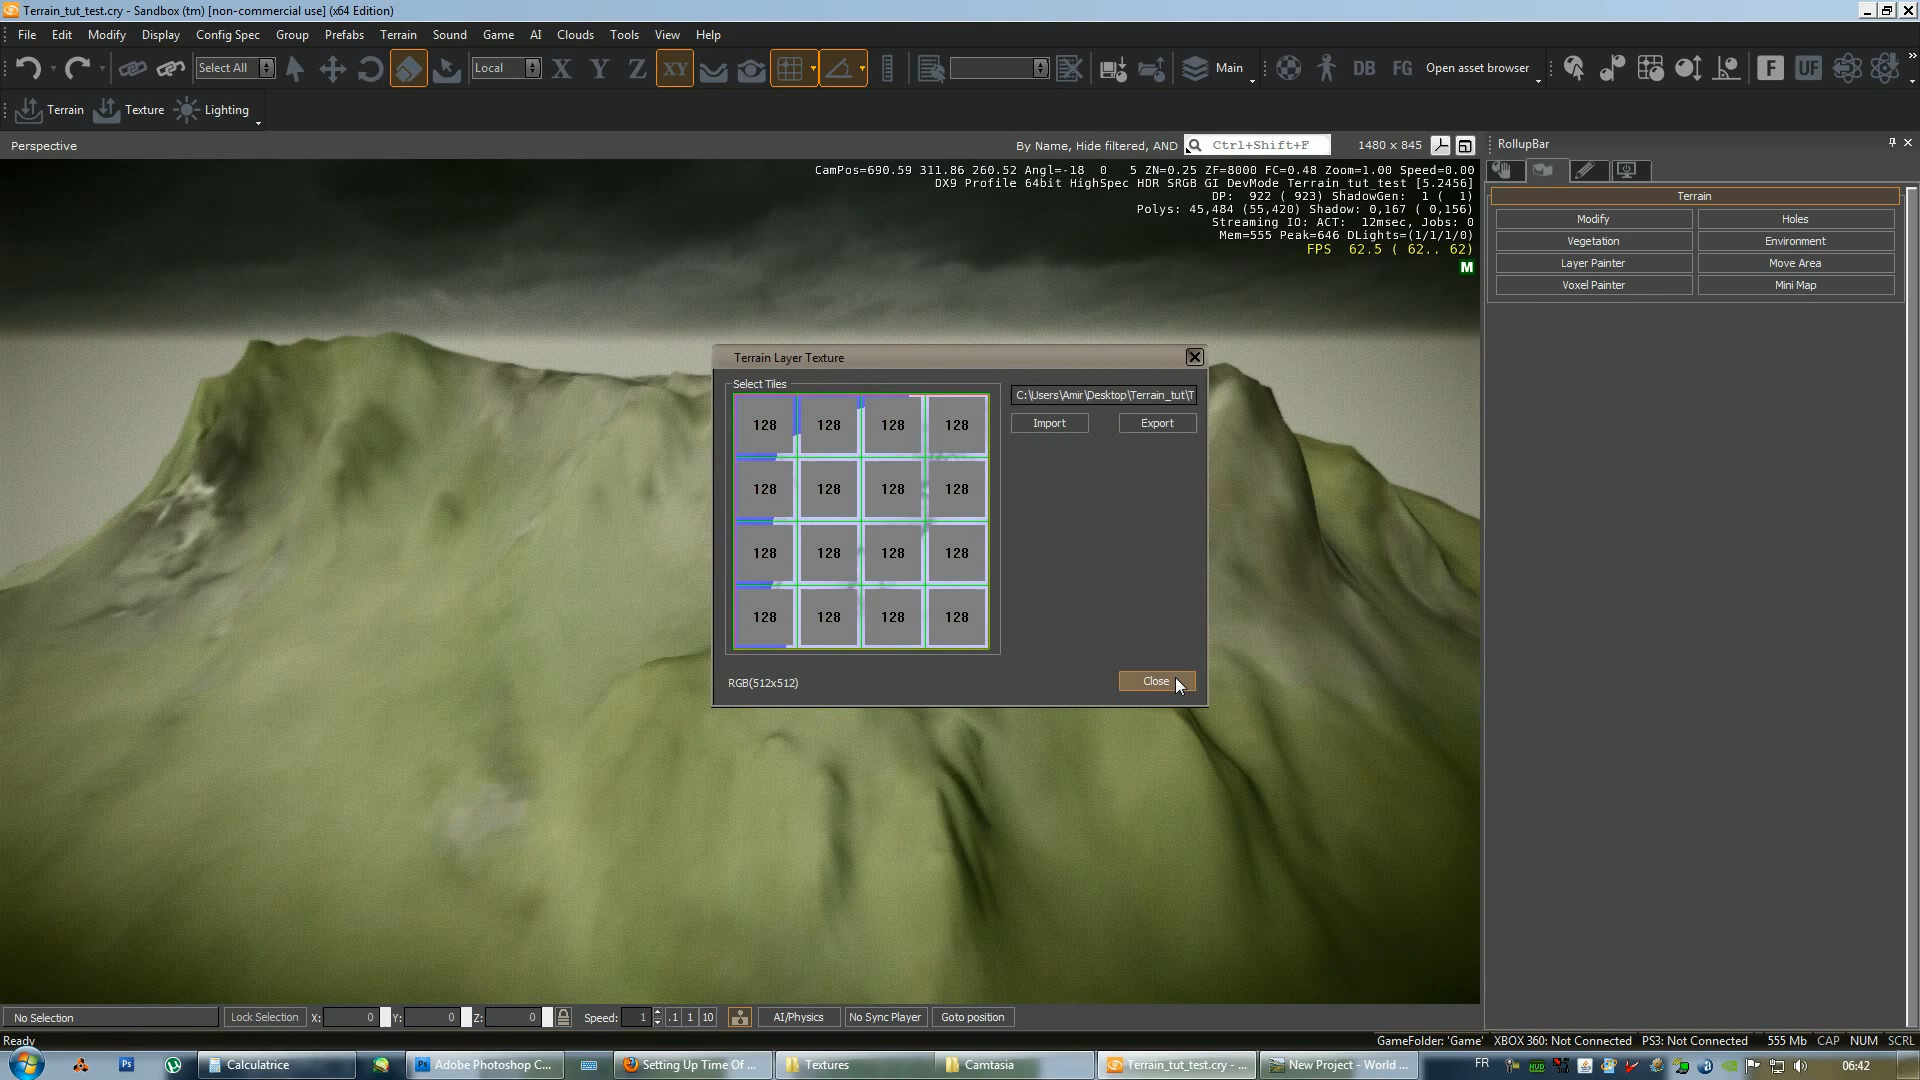 Terrain_tut_test.cry - Sandbox (tm) [non-commercial use] (x64 Edition)
File Edit Modify Display Config Spec Group Prefabs Terrain Sound Game AI Clouds Tools View Help
Select All Local X Y Z XY Main DB FG Open asset browser F UF
Terrain Texture Lighting
Perspective By Name, Hide filtered, AND Ctrl+Shift+F 1480 x 845 RollupBar
CamPos=690.59 311.86 260.52 Angl=-18 0 5 ZN=0.25 ZF=8000 FC=0.48 Zoom=1.00 Speed=0.00
DX9 Profile 64bit HighSpec HDR SRGB GI DevMode Terrain_tut_test [5.2456]
DP: 922 ( 923) ShadowGen: 1 ( 1)
Polys: 45,484 (55,420) Shadow: 0,167 ( 0,156)
Streaming IO: ACT: 12msec, Jobs: 0
Mem=555 Peak=646 DLights=(1/1/1/0)
FPS 62.5 ( 62.. 62)
M
Terrain
Modify Holes
Vegetation Environment
Layer Painter Move Area
Voxel Painter Mini Map
Terrain Layer Texture
Select Tiles
C:\Users\Amir\Desktop\Terrain_tut\T
Import Export
128 128 128 128
128 128 128 128
128 128 128 128
128 128 128 128
RGB(512x512)
Close
No Selection Lock Selection X: 0 Y: 0 Z: 0 Speed: 1 .1 1 10 AI/Physics No Sync Player Goto position
Ready GameFolder: 'Game' XBOX 360: Not Connected PS3: Not Connected 555 Mb CAP NUM SCRL
Calculatrice Adobe Photoshop C... Setting Up Time Of ... Textures Camtasia Terrain_tut_test.cry - ... New Project - World ... FR 06:42